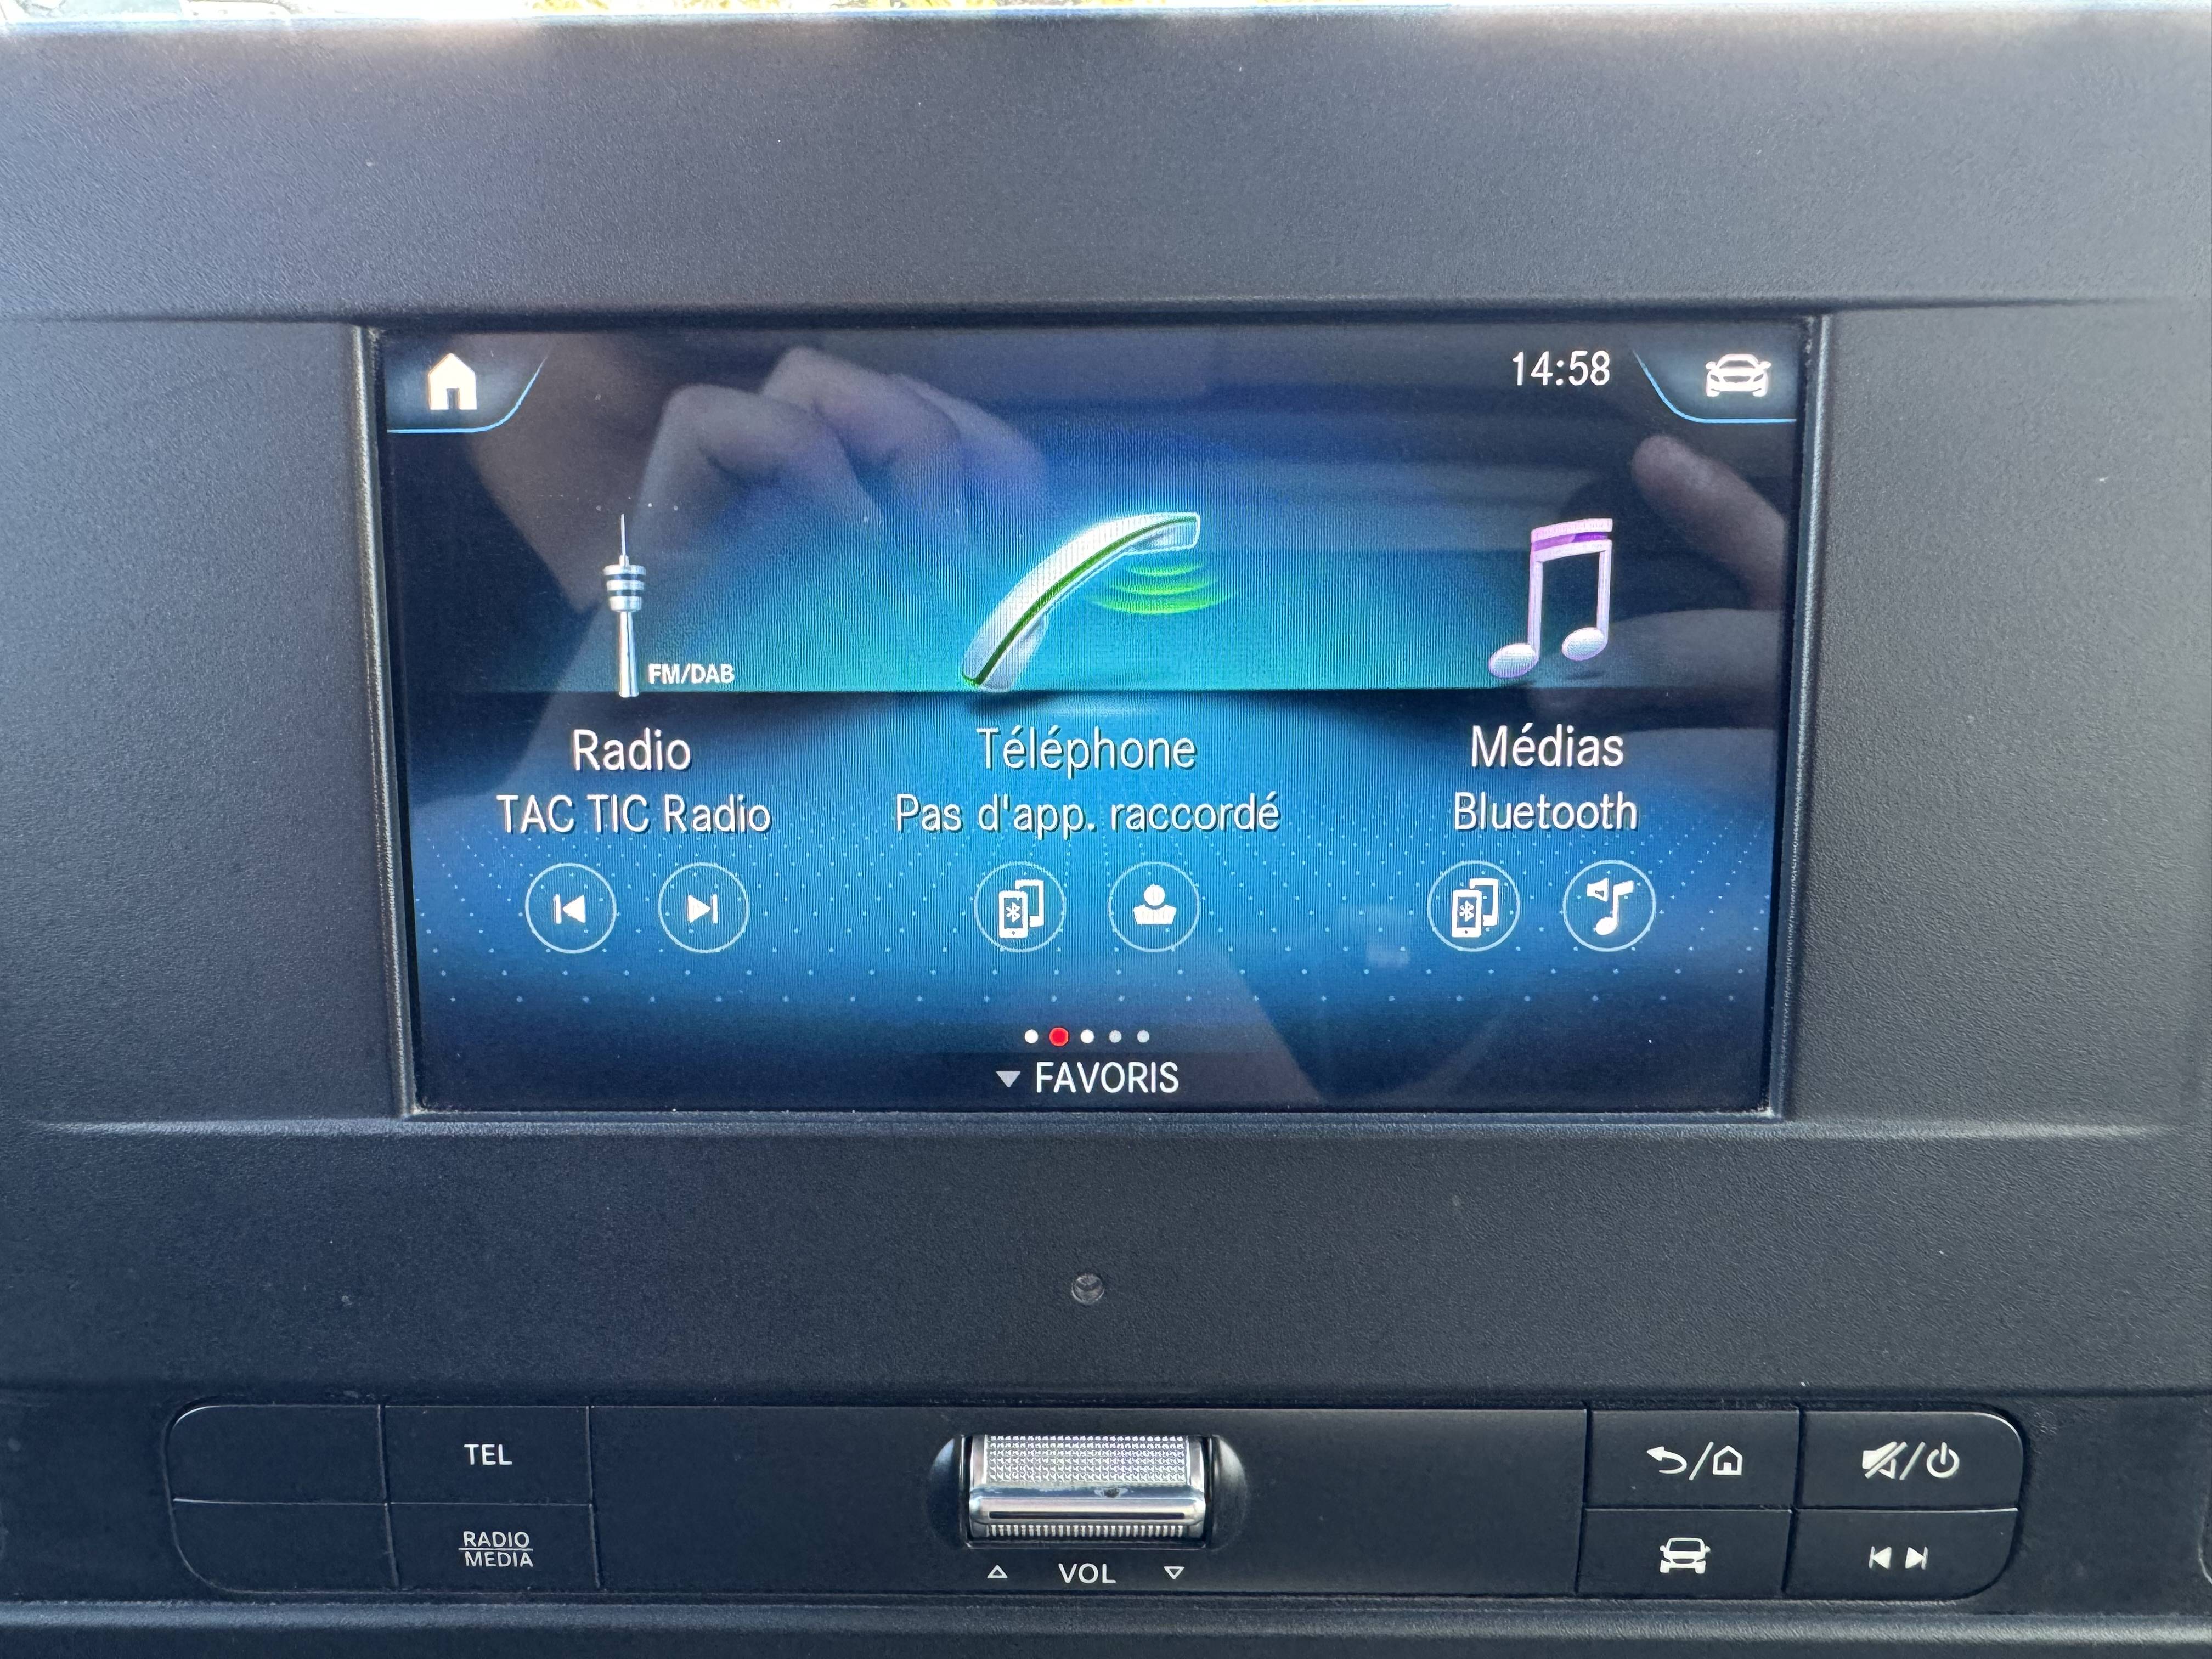 14:58
FM/DAB
Radio
TAC TIC Radio
Téléphone
Pas d'app. raccordé
Médias
Bluetooth
FAVORIS
TEL
RADIO
MEDIA
VOL